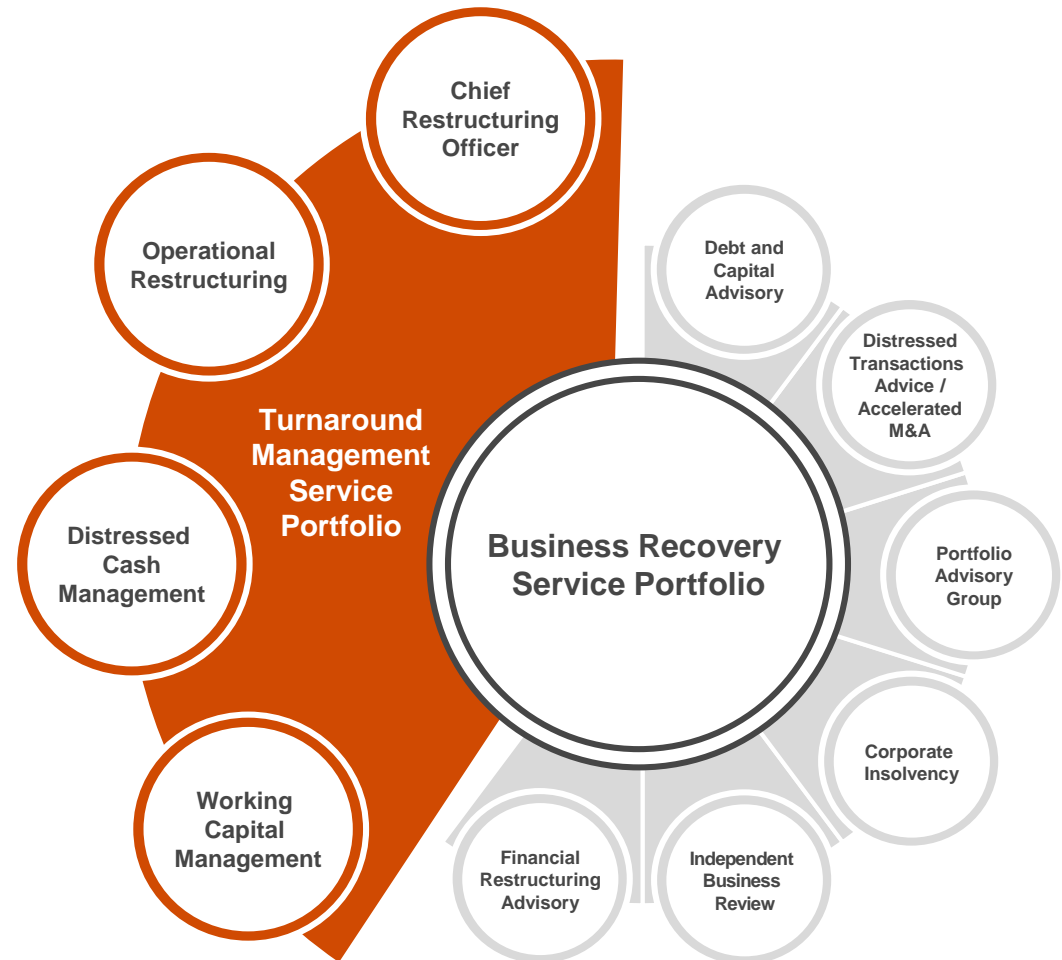 Chief
Restructuring
Officer
Operational
Restructuring
Distressed
Cash
Management
Working
Capital
Management
Turnaround
Management
Service
Portfolio
Business Recovery
Service Portfolio
Debt and
Capital
Advisory
Distressed
Transactions
Advice /
Accelerated
M&A
Portfolio
Advisory
Group
Corporate
Insolvency
Independent
Business
Review
Financial
Restructuring
Advisory